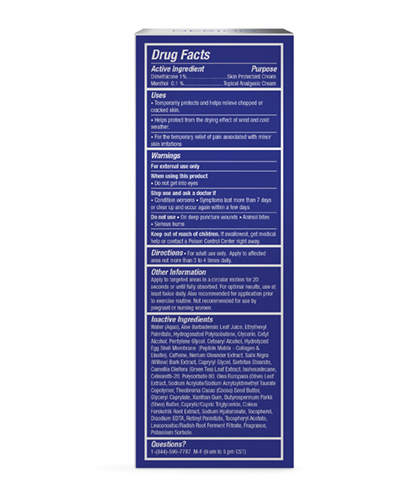 Drug Facts
Active Ingredient Purpose
Dimethicone 1% Skin Protectant Cream
Menthol 0.1 % Topical Analgesic Cream
Uses
• Temporarily protects and helps relieve chapped or
cracked skin.
• Helps protect from the drying effect of wind and cold
weather.
• For the temporary relief of pain associated with minor
skin irritations
Warnings
For external use only
When using this product
• Do not get into eyes
Stop use and ask a doctor if
• Condition worsens • Symptoms last more than 7 days
or clear up and occur again within a few days
Do not use • On deep puncture wounds • Animal bites
• Serious burns
Keep out of reach of children. If swallowed, get medical
help or contact a Poison Control Center right away.
Directions • For adult use only. Apply to affected
area not more than 3 to 4 times daily.
Other Information
Apply to targeted areas in a circular motion for 20
seconds or until fully absorbed. For optimal results, use at
least twice daily. Also recommended for application prior
to exercise routine. Not recommended for use by
pregnant or nursing women
Inactive Ingredients
Water (Aqua), Aloe Barbadensis Leaf Juice, Ethylhexyl
Palmitate, Hydrogenated Polyisobutene, Glycerin, Cetyl
Alcohol, Pentylene Glycol, Cetearyl Alcohol, Hydrolyzed
Egg Shell Membrane ,Peptide Matrix - Collagen &
Elastin, Caffeine, Nerium Oleander Extract, Salix Nigra
(Willow) Bark Extract, Caprylyl Glycol, Sorbitan Stearate,
Camellia Oleifera (Green Tea) Leaf Extract, Isohexadecane,
Ceteareth-20, Polysorbate 60, Olea Europaea (Olive) Leaf
Extract, Sodium Acrylate/Sodium Acryloyldimethyl Taurate
Copolymer, Theobroma Cacao (Cocoa) Seed Butter,
Glyceryl Caprylate, Xanthan Gum, Butyrospermum Parkii
(Shea) Butter, Caprylic/Capric Triglyceride, Coleus
Forskohlii Root Extract, Sodium Hyaluronate, Tocopherol,
Disodium EDTA, Retinyl Palmitate, Tocopheryl Acetate,
Leuconostoc/Radish Root Ferment Filtrate, Fragrance,
Potassium Sorbate
Questions?
1-(844)-596-7787 M-F (9 am to 5 pm CST)